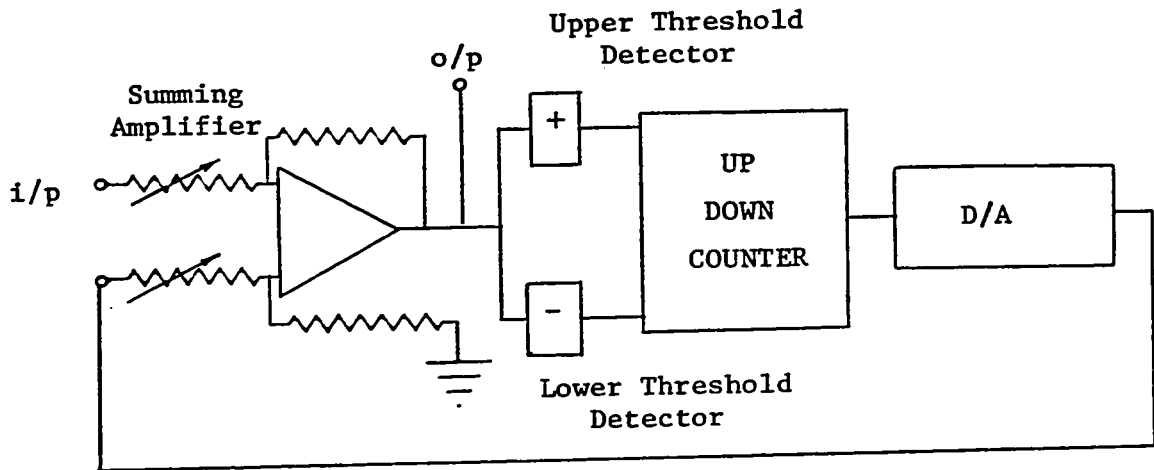 Upper Threshold
Detector
o/p
Summing
Amplifier
i/p
+
-
UP
DOWN
COUNTER
D/A
Lower Threshold
Detector